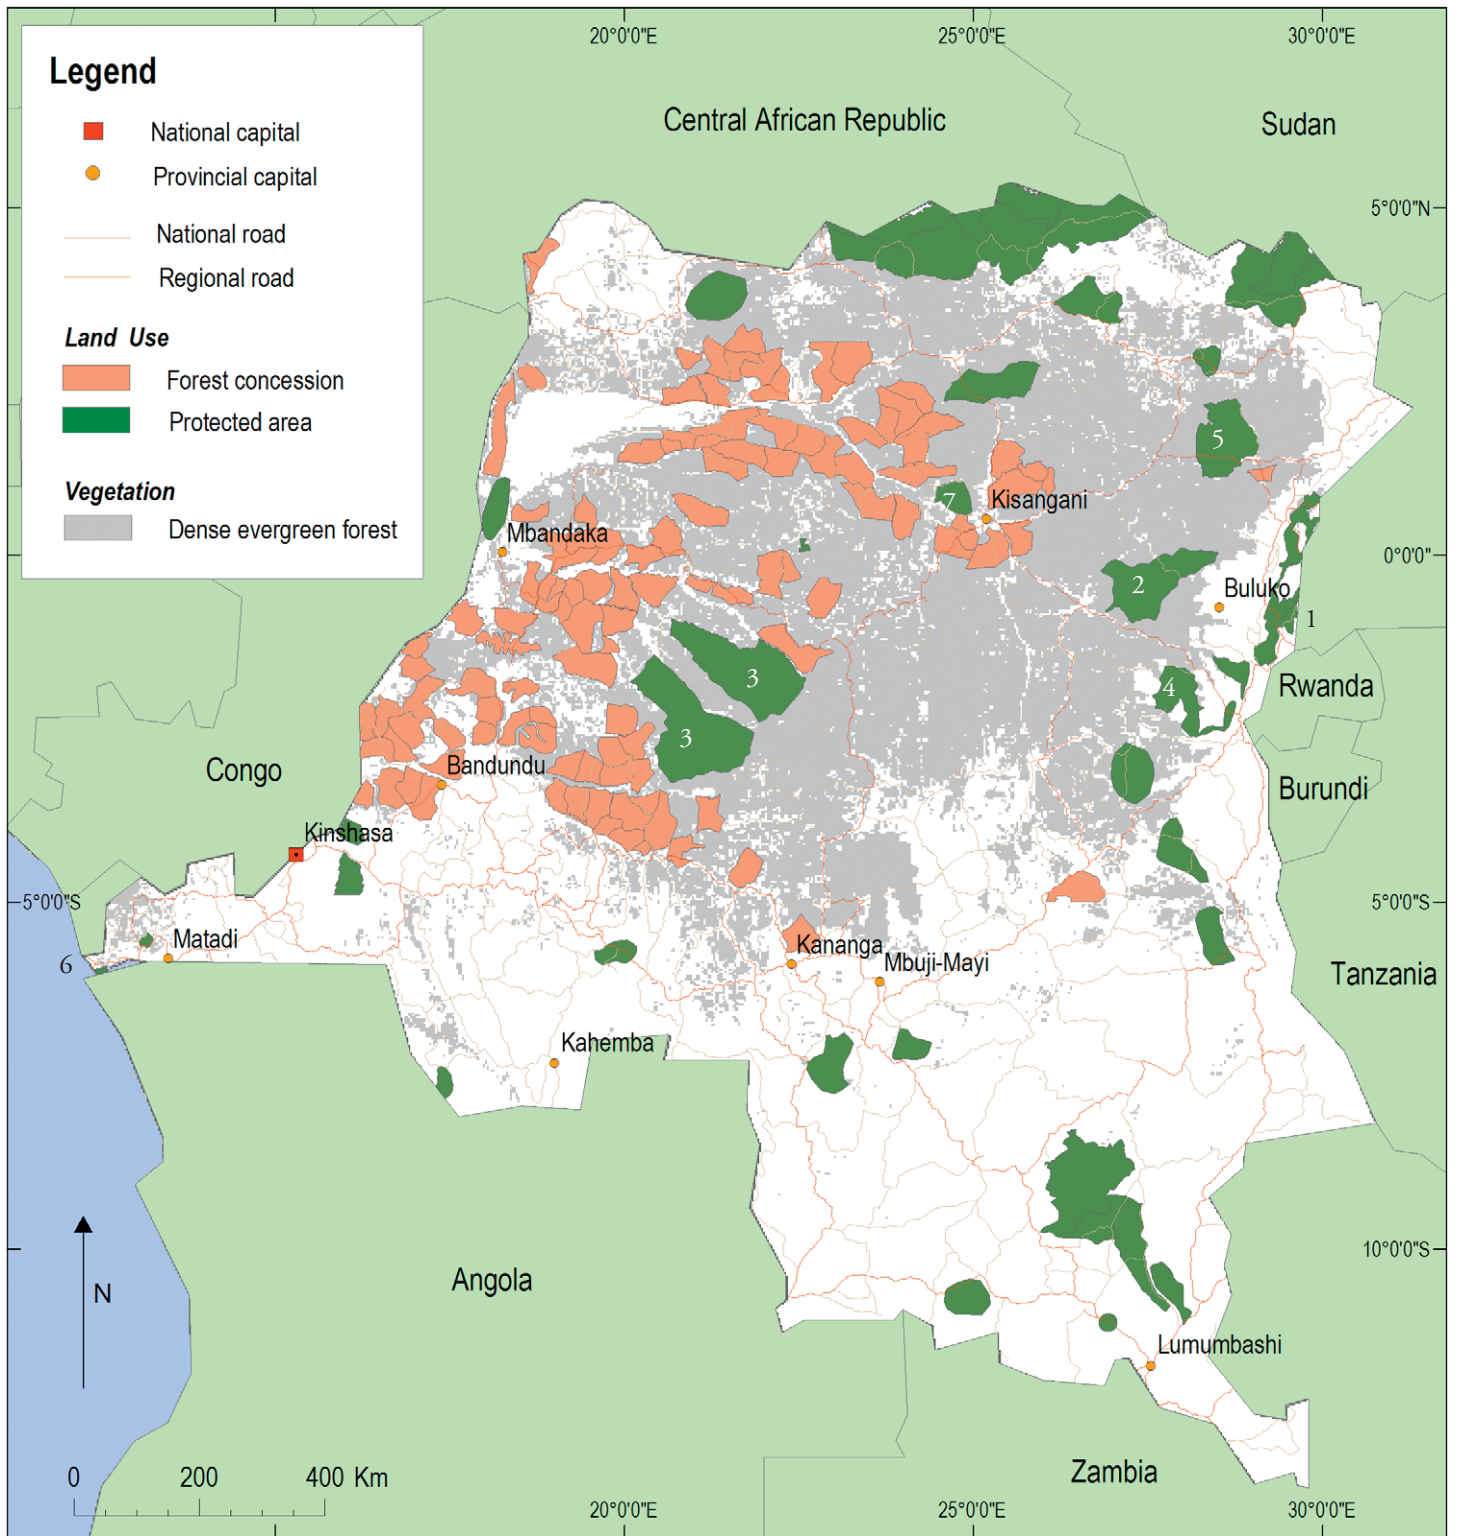 20°0'0"E
25°0'0"E
30°0'0"E
Legend
National capital
Provincial capital
National road
Regional road
Land Use
Forest concession
Protected area
Vegetation
Dense evergreen forest
Central African Republic
Sudan
5°0'0"N
5
7
Kisangani
Mbandaka
0°0'0"
2
Buluko
1
3
4
Rwanda
3
Congo
Bandundu
Burundi
Kinshasa
5°0'0"S
5°0'0"S
Matadi
6
Kananga
Mbuji-Mayi
Tanzania
Kahemba
10°0'0"S
Angola
N
Lumumbashi
Zambia
0
200
400 Km
20°0'0"E
25°0'0"E
30°0'0"E